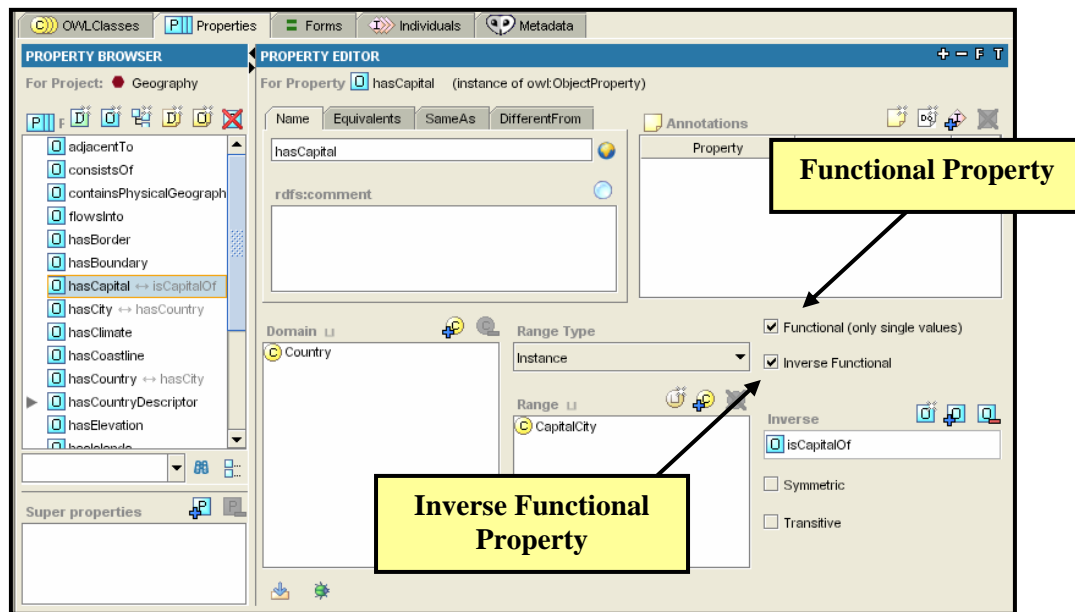 OWLClasses Properties Forms Individuals Metadata
PROPERTY BROWSER
For Project: Geography
adjacentTo
consistsOf
containsPhysicalGeograph
flowsInto
hasBorder
hasBoundary
hasCapital ↔ isCapitalOf
hasCity ↔ hasCountry
hasClimate
hasCoastline
hasCountry ↔ hasCity
hasCountryDescriptor
hasElevation
Super properties
PROPERTY EDITOR
F T
For Property hasCapital (instance of owl:ObjectProperty)
Name Equivalents SameAs DifferentFrom
hasCapital
rdfs:comment
Annotations
Property
Functional Property
Domain
Country
Range Type
Instance
Range
CapitalCity
Functional (only single values)
Inverse Functional
Inverse
isCapitalOf
Symmetric
Transitive
Inverse Functional
Property